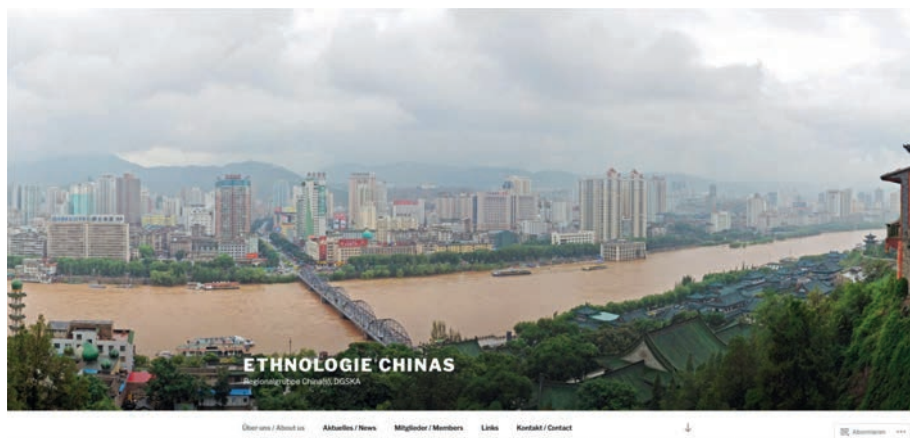 ETHNOLOGIE CHINAS
Regionalgruppe China(s), DGSKA
Über uns / About us Aktuelles / News Mitglieder / Members Links Kontakt / Contact
Abonnieren